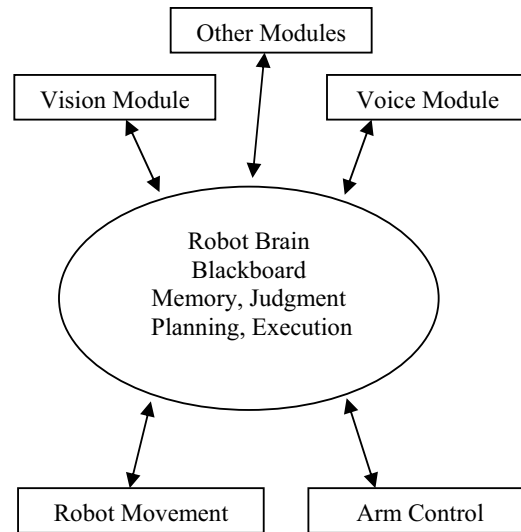 Other Modules
Vision Module
Voice Module
Robot Brain
Blackboard
Memory, Judgment
Planning, Execution
Robot Movement
Arm Control